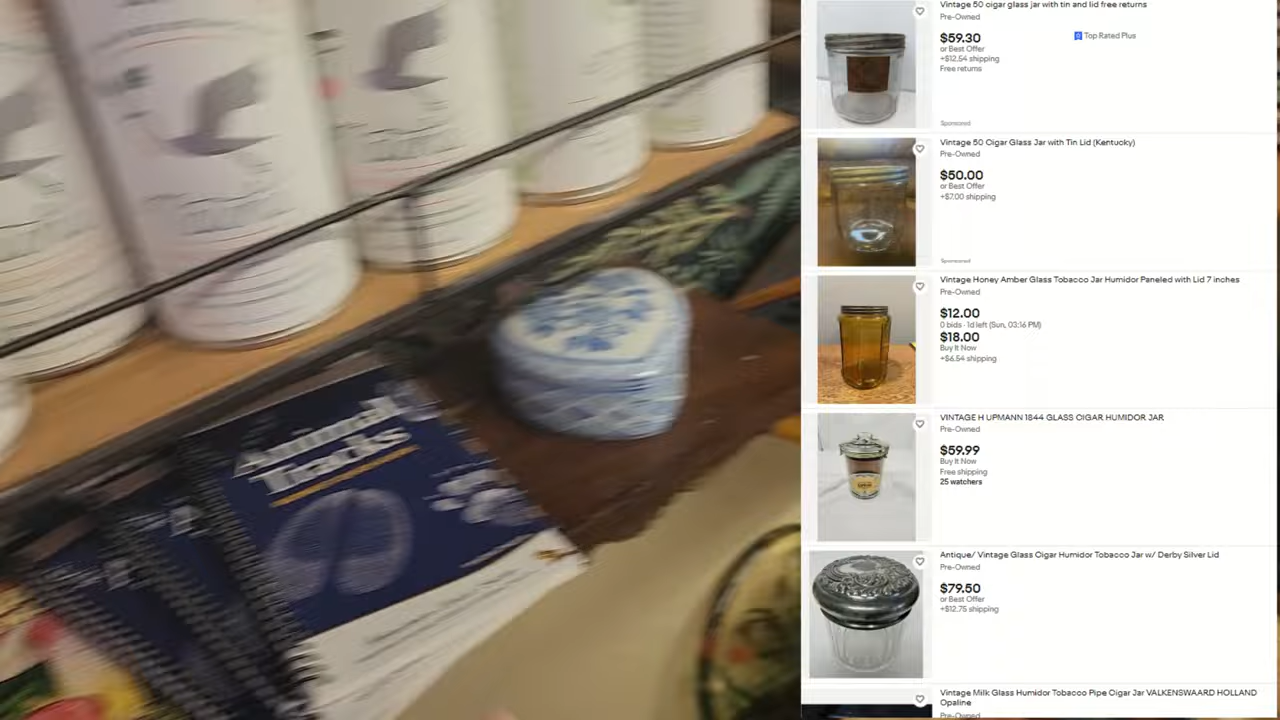 Vintage 50 cigar glass jar with tin and lid free returns
Pre-Owned
$59.30
Top Rated Plus
or Best Offer
+$12.54 shipping
Free returns
Sponsored
Vintage 50 Cigar Glass Jar with Tin Lid (Kentucky)
Pre-Owned
$50.00
or Best Offer
+$7.00 shipping
Sponsored
Vintage Honey Amber Glass Tobacco Jar Humidor Paneled with Lid 7 inches
Pre-Owned
$12.00
0 bids · 1d left (Sun, 03:16 PM)
$18.00
Buy It Now
+$6.54 shipping
VINTAGE H UPMANN 1844 GLASS CIGAR HUMIDOR JAR
Pre-Owned
$59.99
Buy It Now
Free shipping
25 watchers
Antique/ Vintage Glass Cigar Humidor Tobacco Jar w/ Derby Silver Lid
Pre-Owned
$79.50
or Best Offer
+$12.75 shipping
Vintage Milk Glass Humidor Tobacco Pipe Cigar Jar VALKENSWAARD HOLLAND
Opaline
Pre-Owned